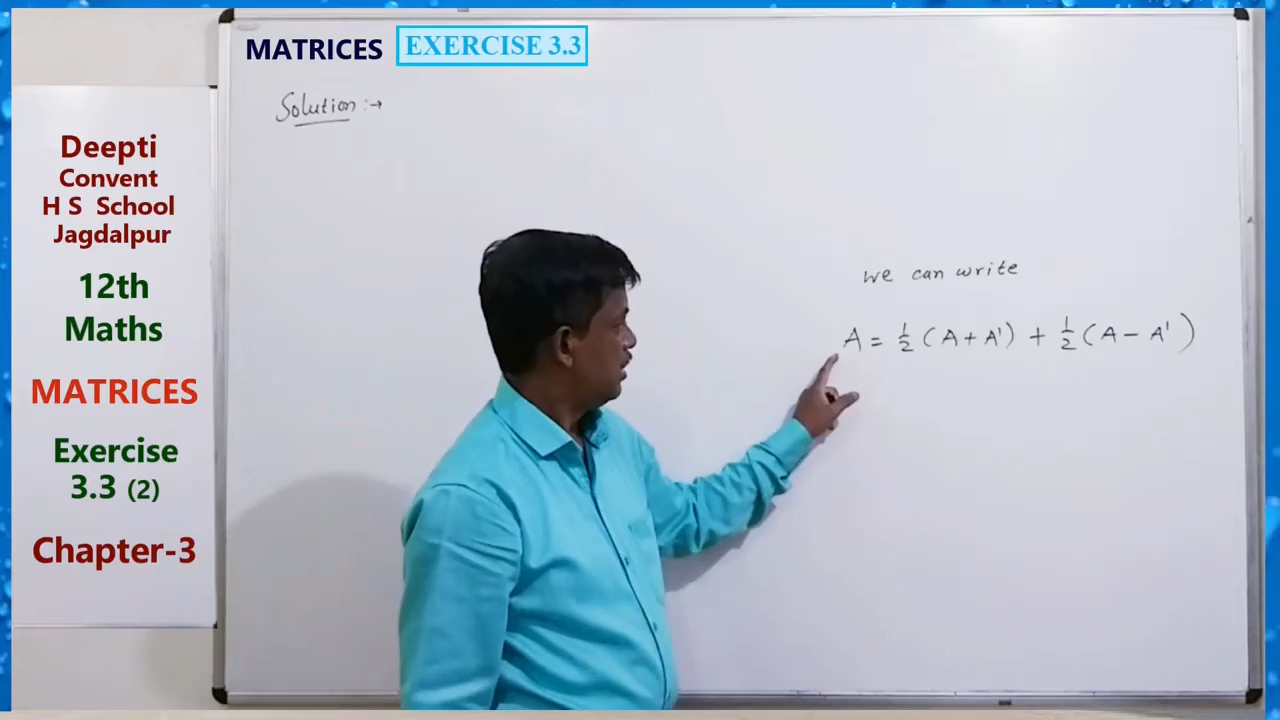 MATRICES EXERCISE 3.3
Solution :→
Deepti
Convent
H S School
Jagdalpur
12th
Maths
MATRICES
Exercise
3.3 (2)
Chapter-3
we can write
A = 1/2 (A + A') + 1/2 (A - A')